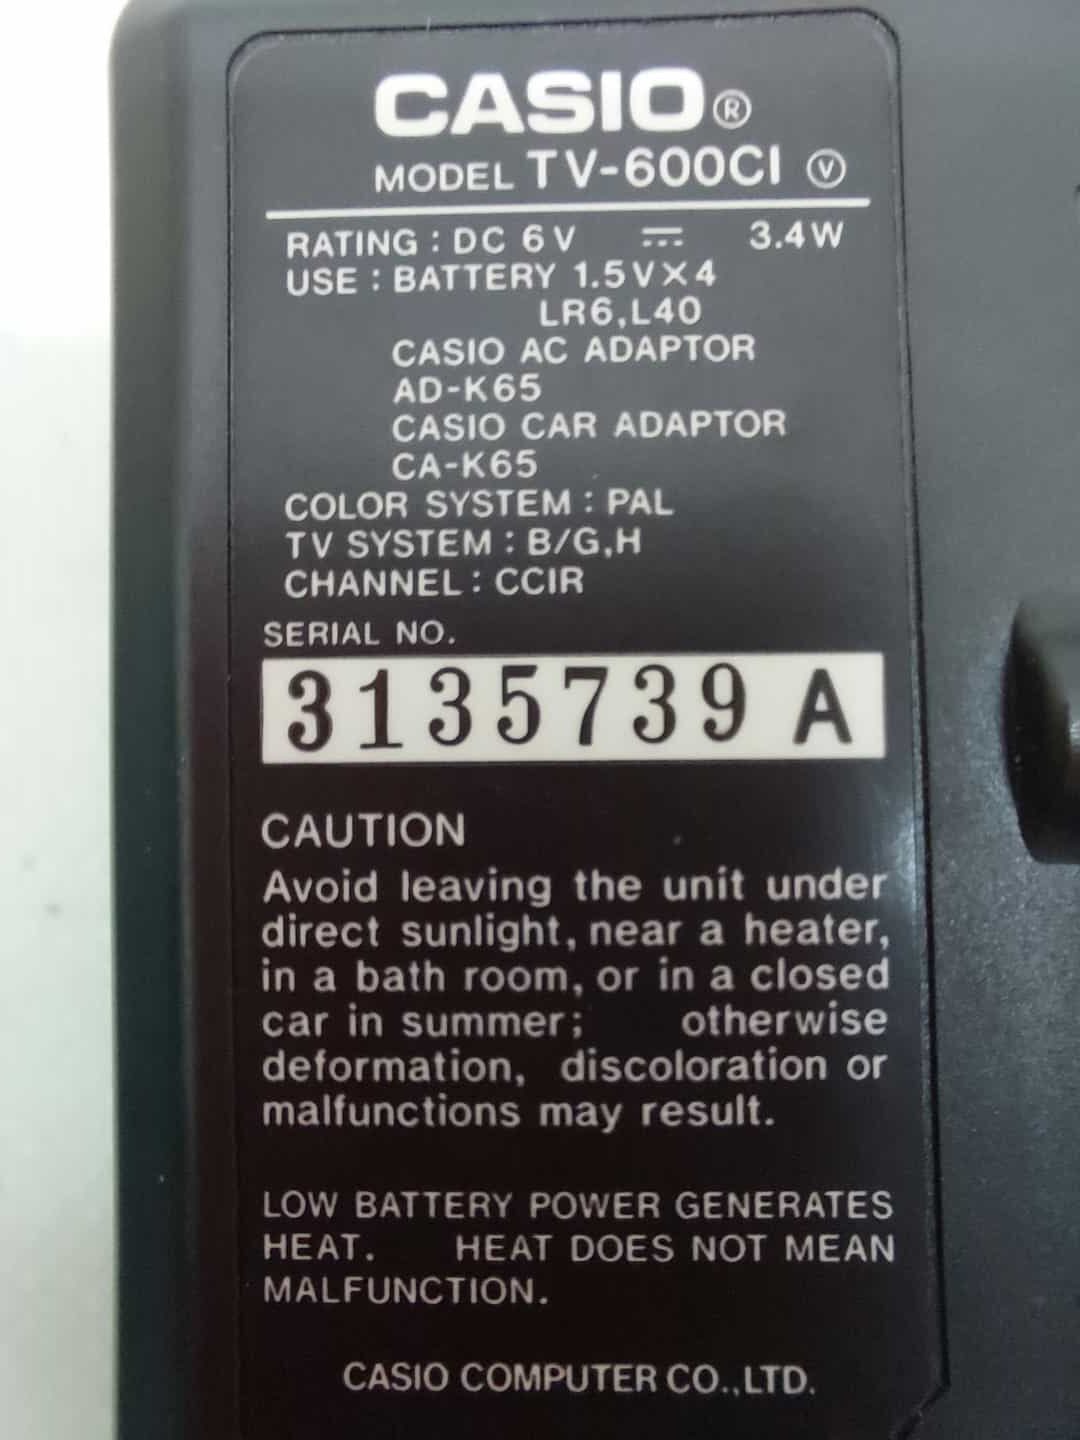 CASIO®
MODEL TV-600CI Ⓥ
RATING : DC 6V ⎓ 3.4W
USE : BATTERY 1.5V×4
LR6,L40
CASIO AC ADAPTOR
AD-K65
CASIO CAR ADAPTOR
CA-K65
COLOR SYSTEM : PAL
TV SYSTEM : B/G,H
CHANNEL : CCIR
SERIAL NO.
3135739 A
CAUTION
Avoid leaving the unit under
direct sunlight, near a heater,
in a bath room, or in a closed
car in summer; otherwise
deformation, discoloration or
malfunctions may result.
LOW BATTERY POWER GENERATES
HEAT. HEAT DOES NOT MEAN
MALFUNCTION.
CASIO COMPUTER CO.,LTD.